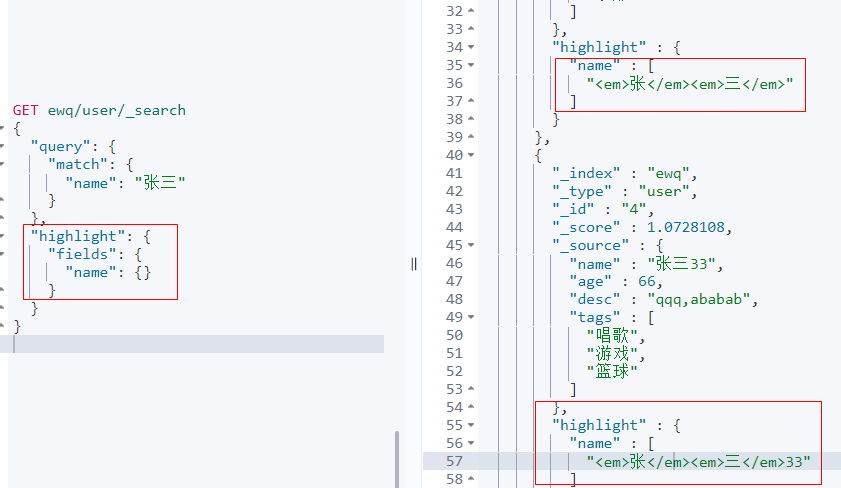 GET ewq/user/_search
{
"query": {
"match": {
"name": "张三"
}
},
"highlight": {
"fields": {
"name": {}
}
}
}
32 ]
33 },
34 "highlight" : {
35 "name" : [
36 "<em>张</em><em>三</em>"
37 ]
38 }
39 },
40 {
41 "_index" : "ewq",
42 "_type" : "user",
43 "_id" : "4",
44 "_score" : 1.0728108,
45 "_source" : {
46 "name" : "张三33",
47 "age" : 66,
48 "desc" : "qqq,ababab",
49 "tags" : [
50 "唱歌",
51 "游戏",
52 "篮球"
53 ]
54 },
55 "highlight" : {
56 "name" : [
57 "<em>张</em><em>三</em>33"
58 ]